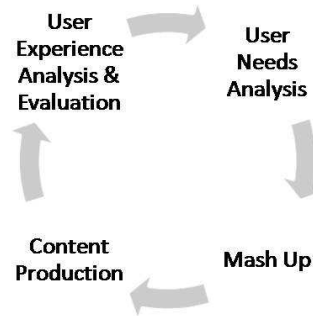 User
Experience
Analysis &
Evaluation
User
Needs
Analysis
Mash Up
Content
Production